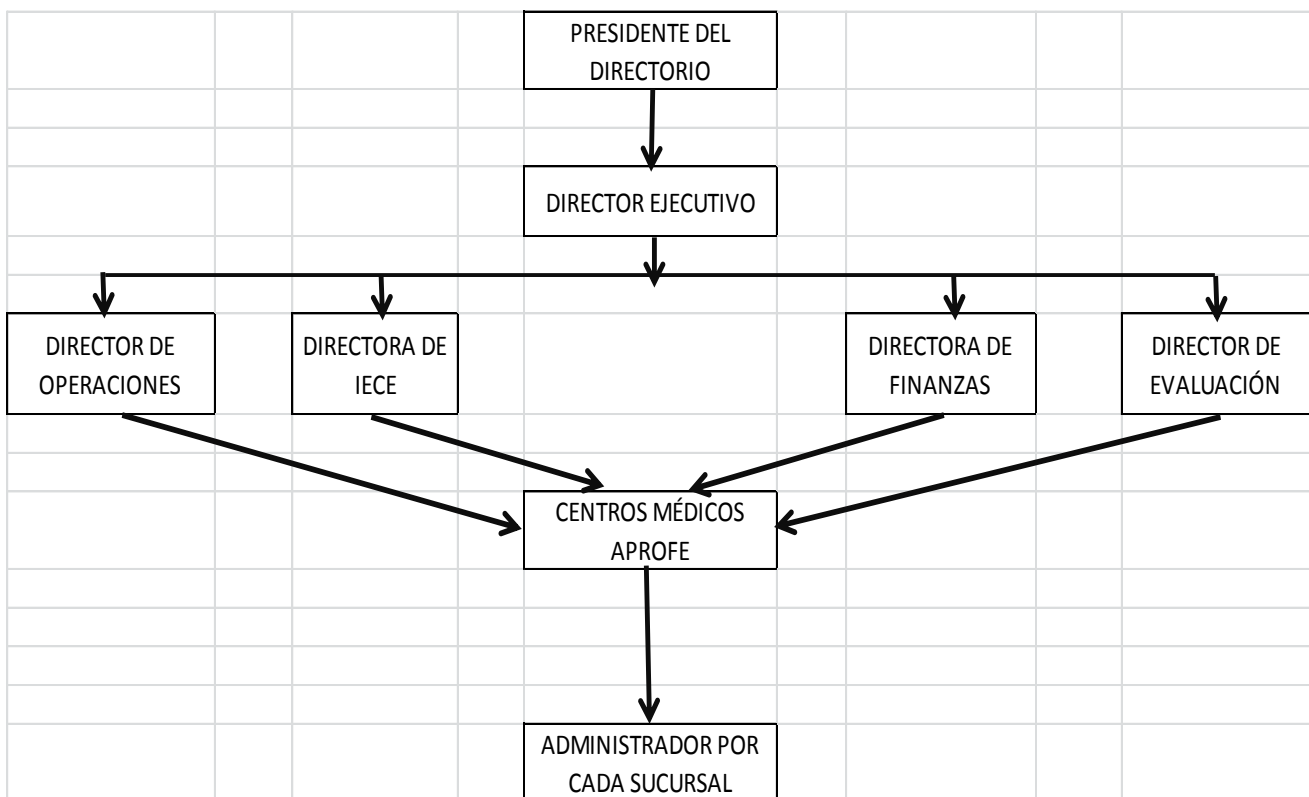 PRESIDENTE DEL
DIRECTORIO
DIRECTOR EJECUTIVO
DIRECTOR DE
OPERACIONES
DIRECTORA DE
IECE
DIRECTORA DE
FINANZAS
DIRECTOR DE
EVALUACIÓN
CENTROS MÉDICOS
APROFE
ADMINISTRADOR POR
CADA SUCURSAL